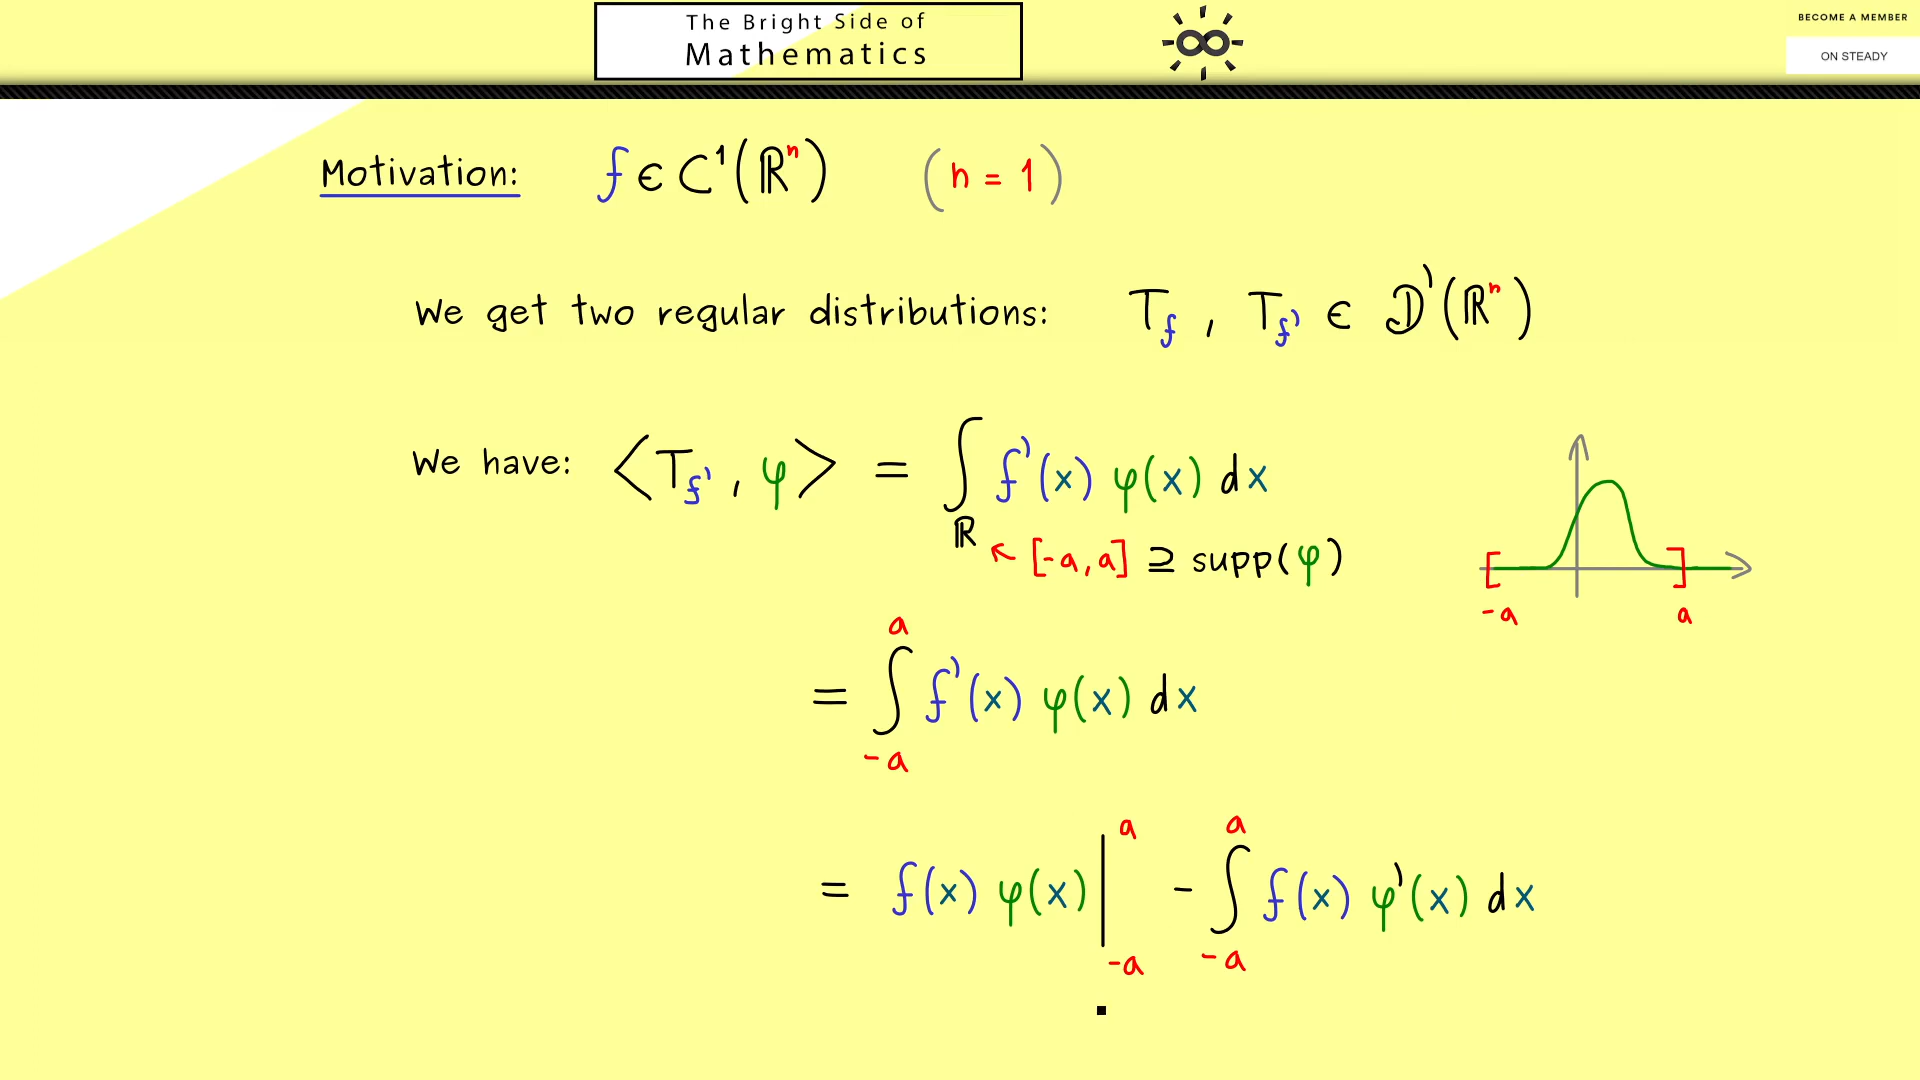 The Bright Side of
Mathematics
BECOME A MEMBER
ON STEADY
Motivation: f ∈ C¹(ℝⁿ) (n = 1)
We get two regular distributions: T_f , T_f' ∈ 𝒟'(ℝⁿ)
We have: ⟨T_f' , φ⟩ = ∫_ℝ f'(x) φ(x) dx
↖ [-a, a] ⊇ supp(φ)
-a a
= ∫_{-a}^{a} f'(x) φ(x) dx
= f(x) φ(x) |_{-a}^{a} - ∫_{-a}^{a} f(x) φ'(x) dx